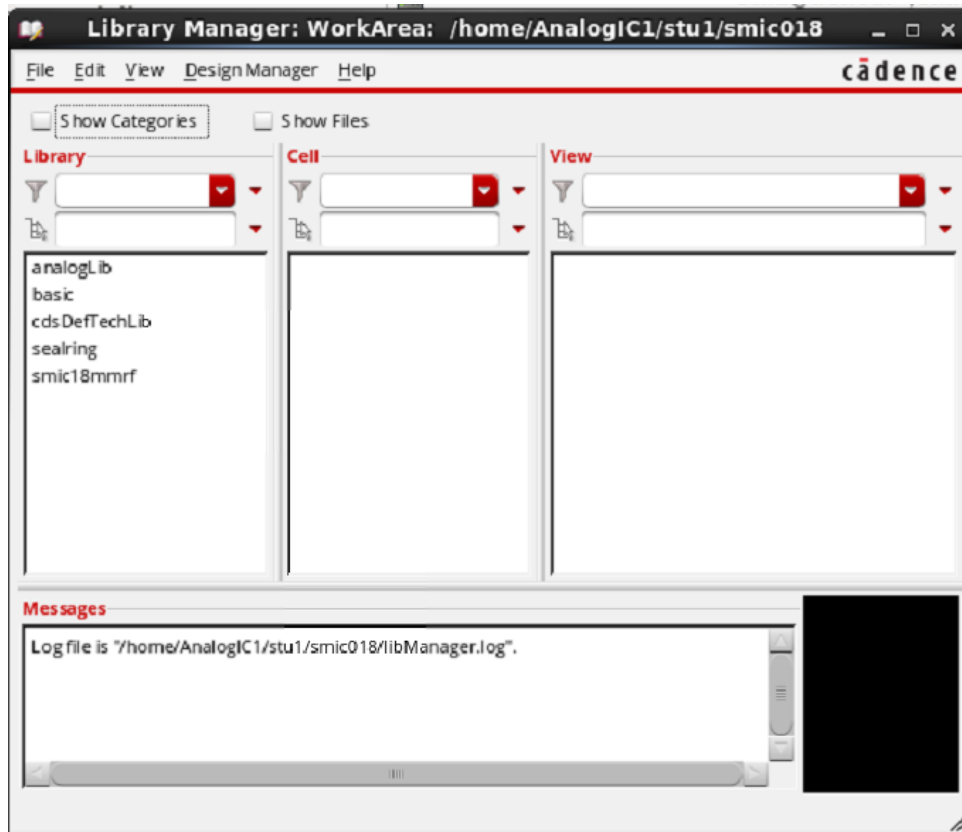 Library Manager: WorkArea: /home/AnalogIC1/stu1/smic018
File Edit View Design Manager Help
cādence
Show Categories Show Files
Library Cell View
analogLib
basic
cdsDefTechLib
sealring
smic18mmrf
Messages
Log file is "/home/AnalogIC1/stu1/smic018/libManager.log".